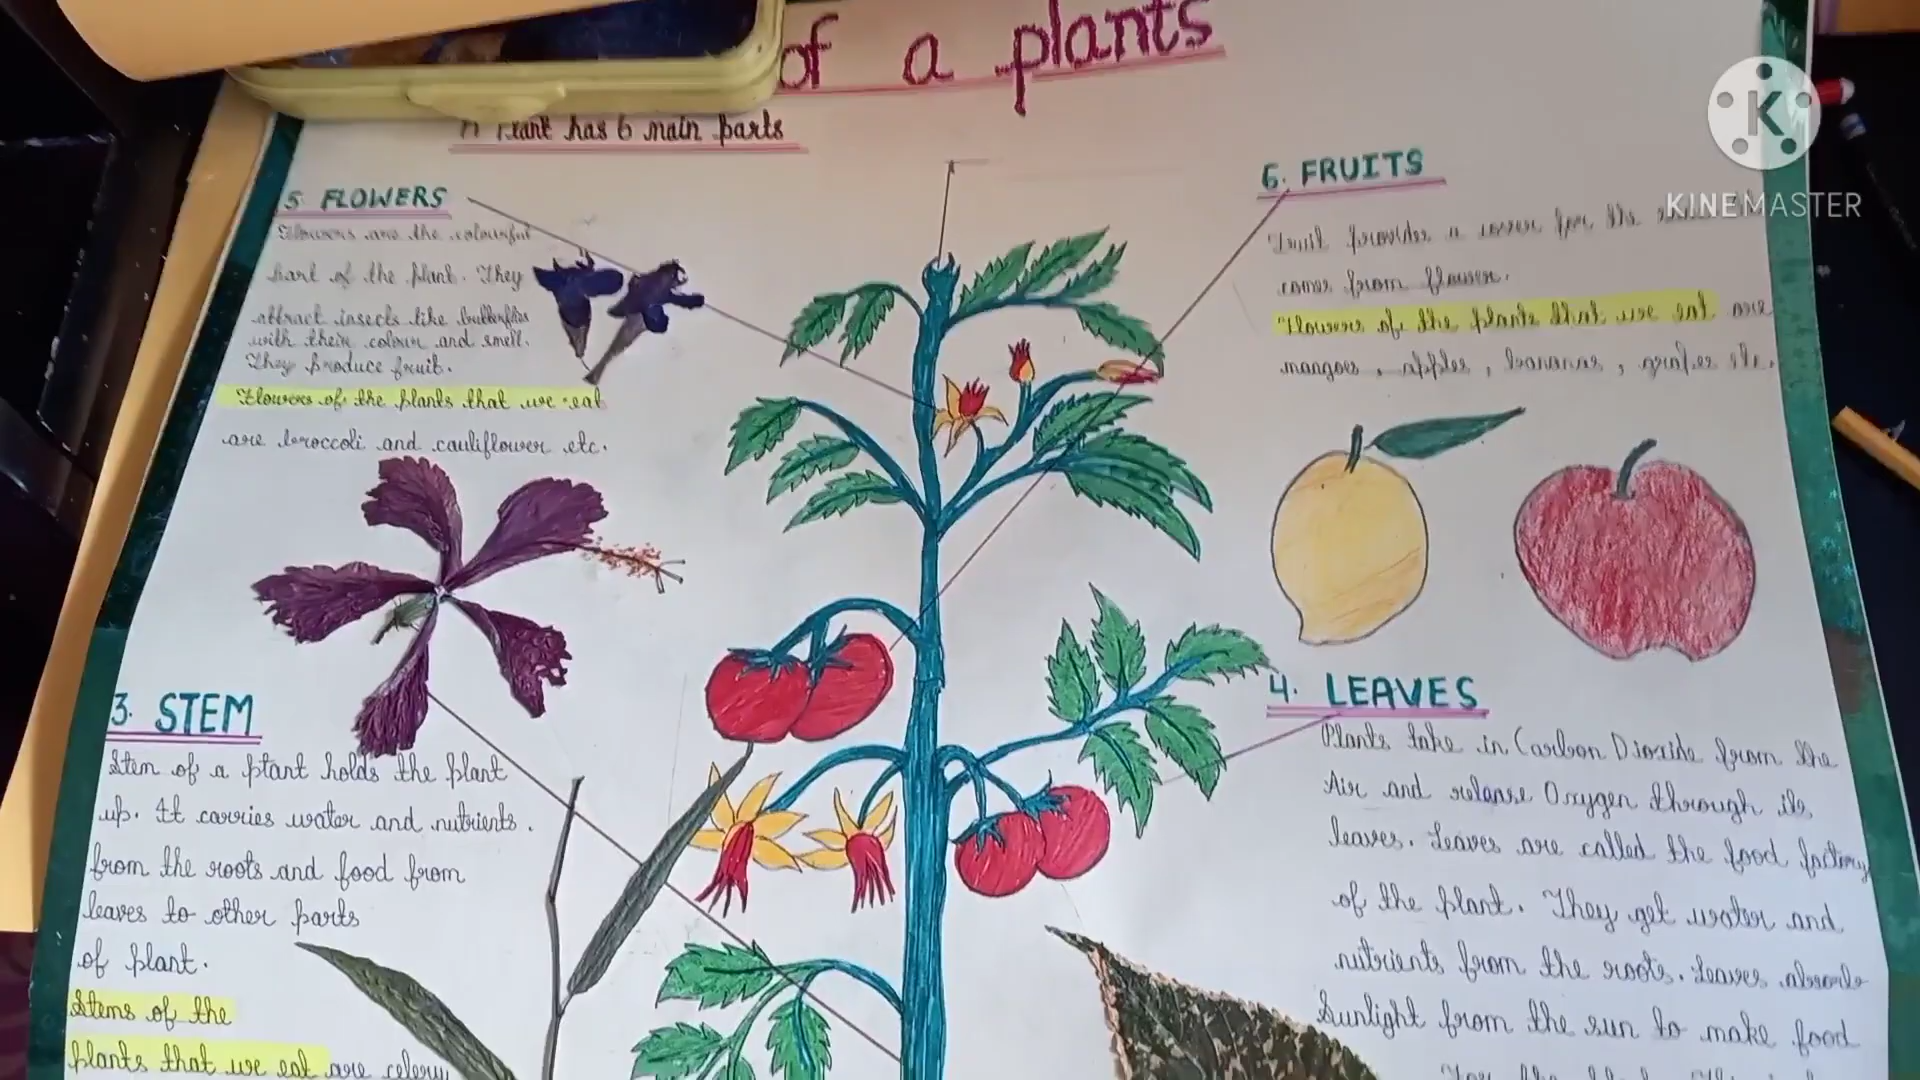 of a plants
Plant has 6 main parts
5. FLOWERS
Flowers are the colourful
part of the plant. They
attract insects like butterflies
with their colour and smell.
They produce fruit.
Flowers of the plants that we eat
are broccoli and cauliflower etc.
6. FRUITS
Fruit provides a cover for the
comes from flower.
Flowers of the plants that we eat are
mangoes, apples, bananas, grapes etc.
3. STEM
Stem of a plant holds the plant
up. It carries water and nutrients.
from the roots and food from
leaves to other parts
of plant.
Stems of the
plants that we eat are celery
4. LEAVES
Plants take in Carbon Dioxide from the
Air and release Oxygen through its
leaves. Leaves are called the food factory
of the plant. They get water and
nutrients from the roots. Leaves absorb
Sunlight from the sun to make food
K
KINEMASTER